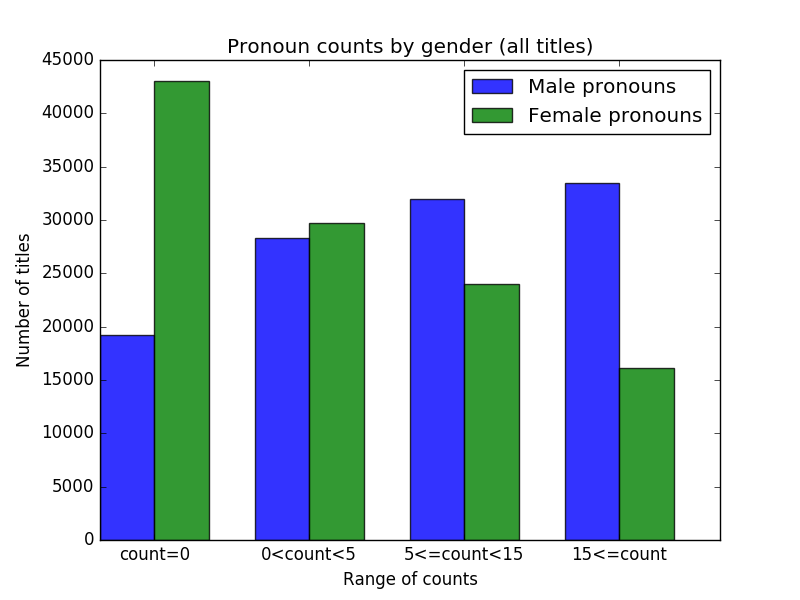 Pronoun counts by gender (all titles)
45000
40000
35000
30000
25000
20000
15000
10000
5000
0
Number of titles
Male pronouns
Female pronouns
count=0
0<count<5
5<=count<15
15<=count
Range of counts